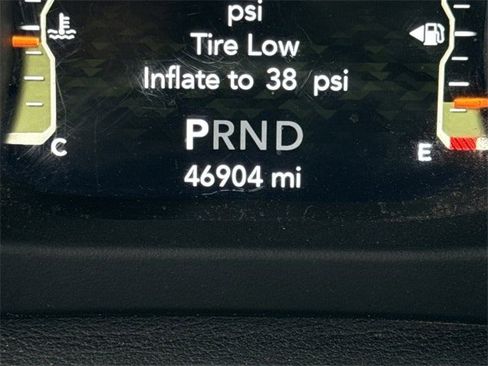 psi
Tire Low
Inflate to 38 psi
PRND
C
E
46904 mi